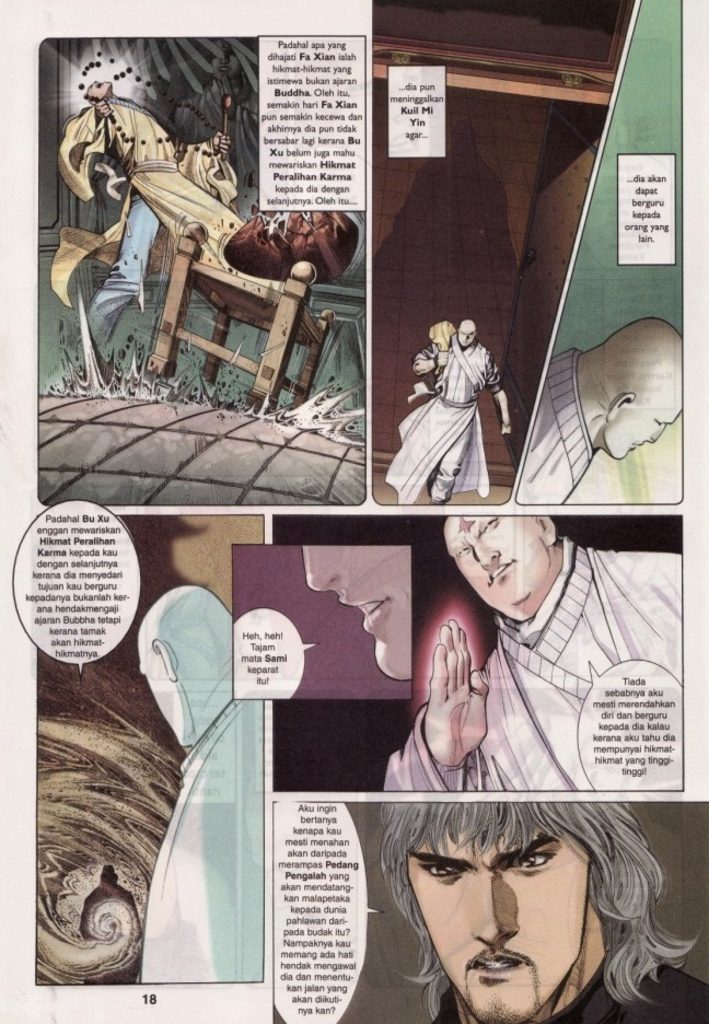 Padahal apa yang
dihajati Fa Xian ialah
hikmat-hikmat yang
istimewa bukan ajaran
Buddha. Oleh itu,
semakin hari Fa Xian
pun semakin kecewa dan
akhirnya dia pun tidak
bersabar lagi kerana Bu
Xu belum juga mahu
mewariskan Hikmat
Peralihan Karma
kepada dia dengan
selanjutnya. Oleh itu....
...dia pun
meninggalkan
Kuil Mi
Yin
agar...
...dia akan
dapat
berguru
kepada
orang yang
lain.
Padahal Bu Xu
enggan mewariskan
Hikmat Peralihan
Karma kepada kau
dengan selanjutnya
kerana dia menyedari
tujuan kau berguru
kepadanya bukanlah ker-
ana hendakmengaji
ajaran Bubbha tetapi
kerana tamak
akan hikmat-
hikmatnya.
Heh, heh!
Tajam
mata Sami
keparat
itu!
Tiada
sebabnya aku
mesti merendahkan
diri dan berguru
kepada dia kalau
kerana aku tahu dia
mempunyai hikmat-
hikmat yang ting-
tinggi!
Aku ingin
bertanya
kenapa kau
mesti menahan
akan daripada
merampas Pedang
Pengalah yang
akan mendatang-
kan malapetaka
kepada dunia
pahlawan dari-
pada budak itu?
Nampaknya kau
memang ada hati
hendak mengawal
dia dan menentu-
kan jalan yang
akan diikuti-
nya kan?
18